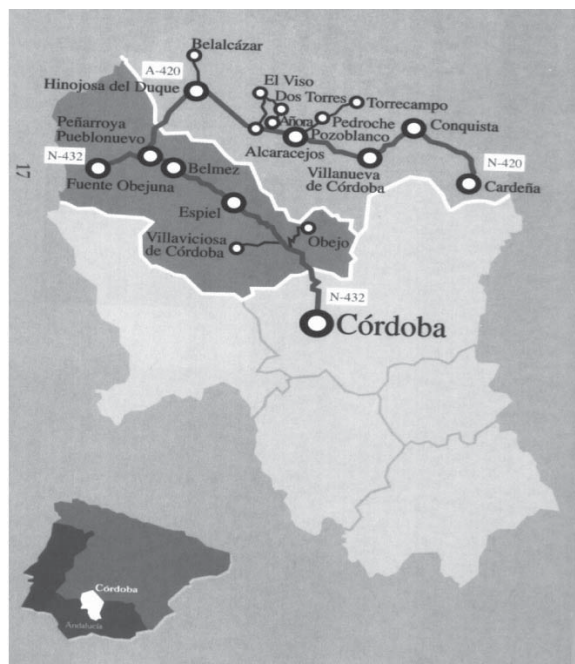 Belalcázar
A-420
Hinojosa del Duque
El Viso
Dos Torres
Torrecampo
Añora
Pedroche
Pozoblanco
Alcaracejos
Conquista
Peñarroya
Pueblonuevo
N-432
Fuente Obejuna
Belmez
Villanueva
de Córdoba
N-420
Cardeña
17
Espiel
Villaviciosa
de Córdoba
Obejo
N-432
Córdoba
Córdoba
Andalucía